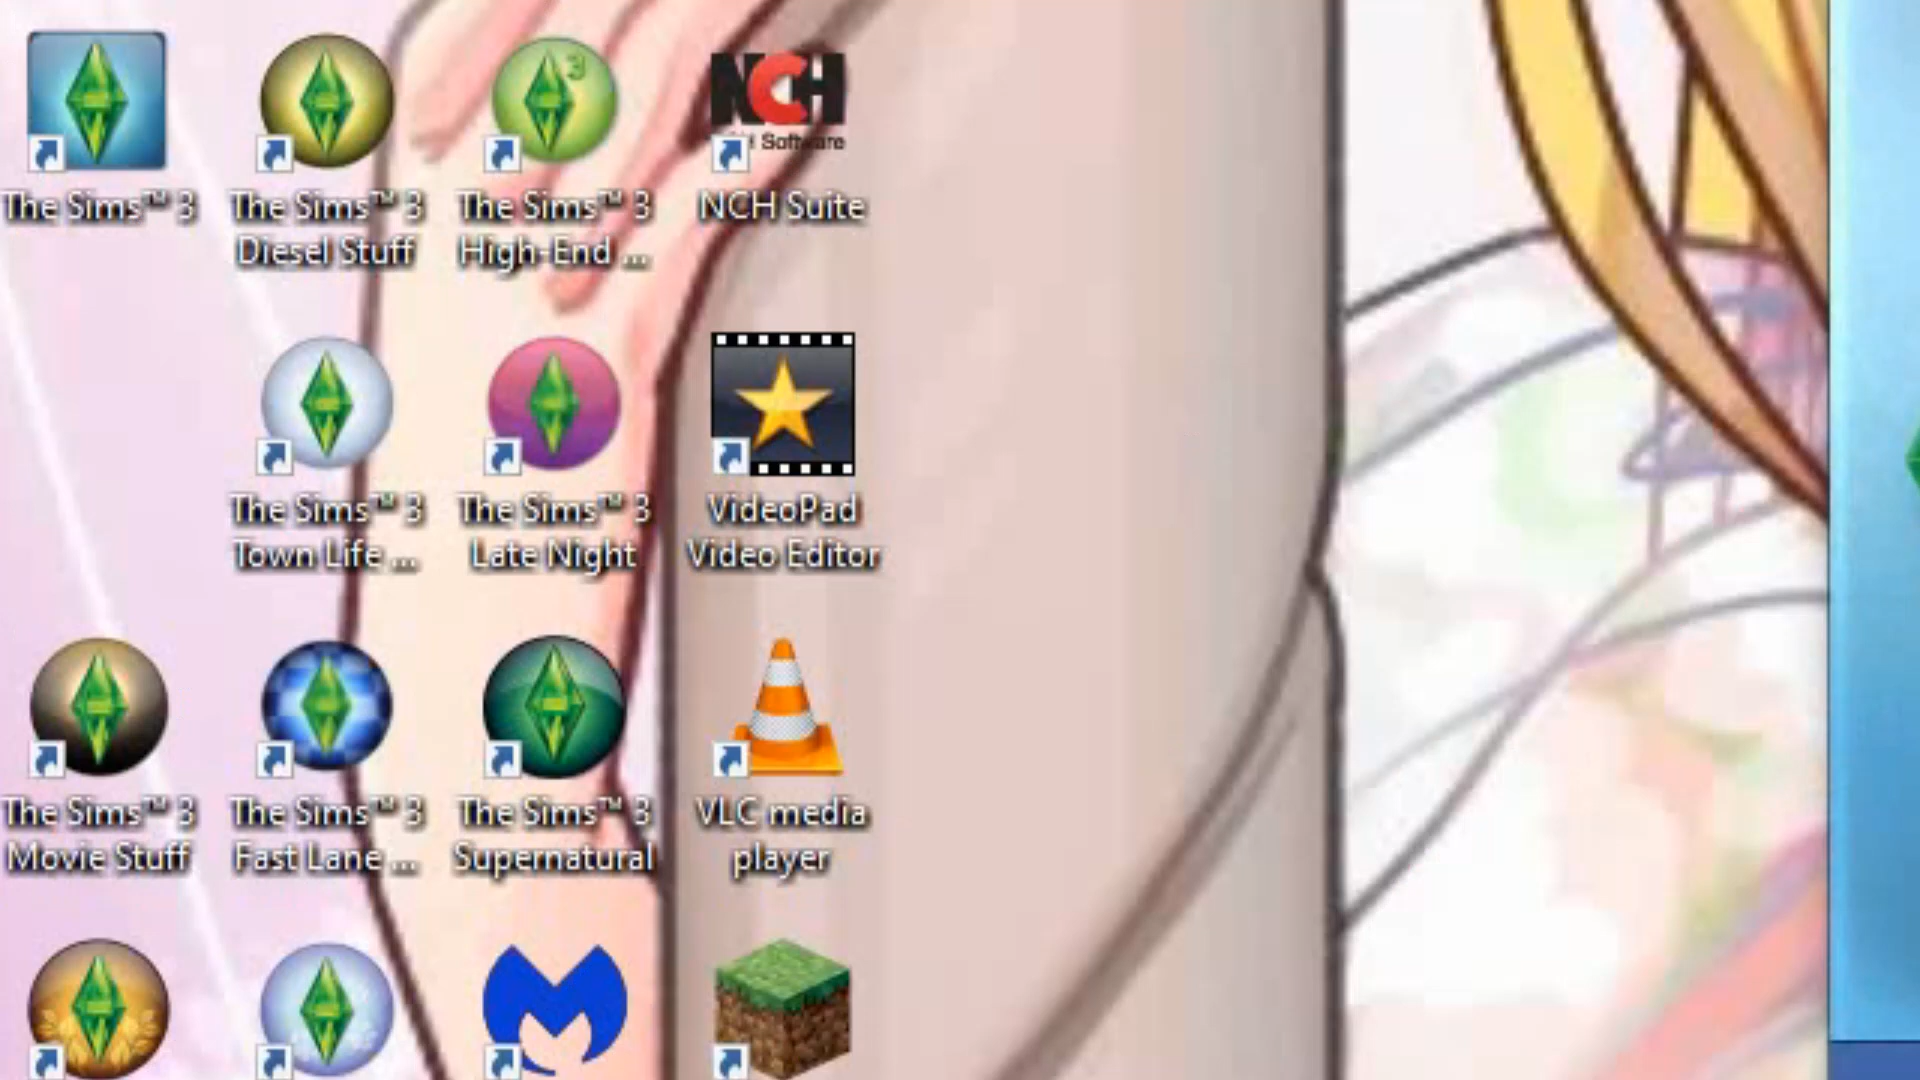 The Sims™ 3
The Sims™ 3
Diesel Stuff
The Sims™ 3
High-End ...
NCH
H Software
NCH Suite
The Sims™ 3
Town Life ...
The Sims™ 3
Late Night
VideoPad
Video Editor
The Sims™ 3
Movie Stuff
The Sims™ 3
Fast Lane ...
The Sims™ 3
Supernatural
VLC media
player
3